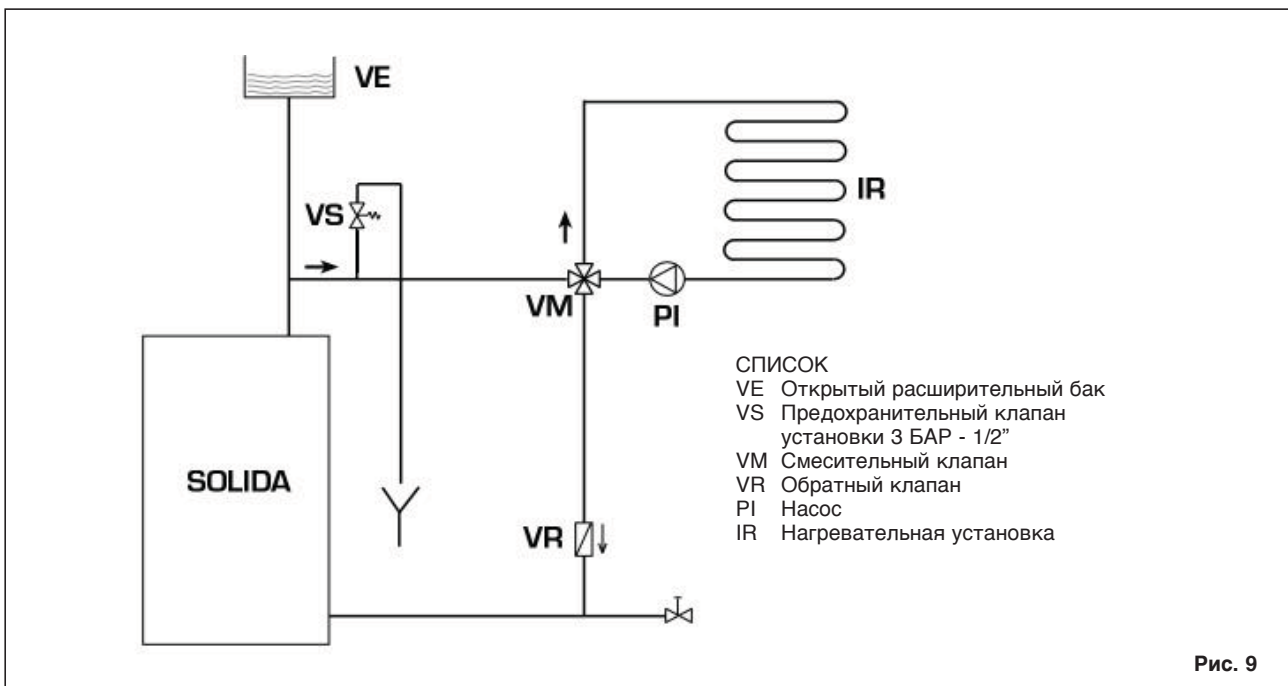 VE
VS
IR
VM
PI
SOLIDA
VR
СПИСОК
VE Открытый расширительный бак
VS Предохранительный клапан
установки 3 БАР - 1/2”
VM Смесительный клапан
VR Обратный клапан
PI Насос
IR Нагревательная установка
Рис. 9